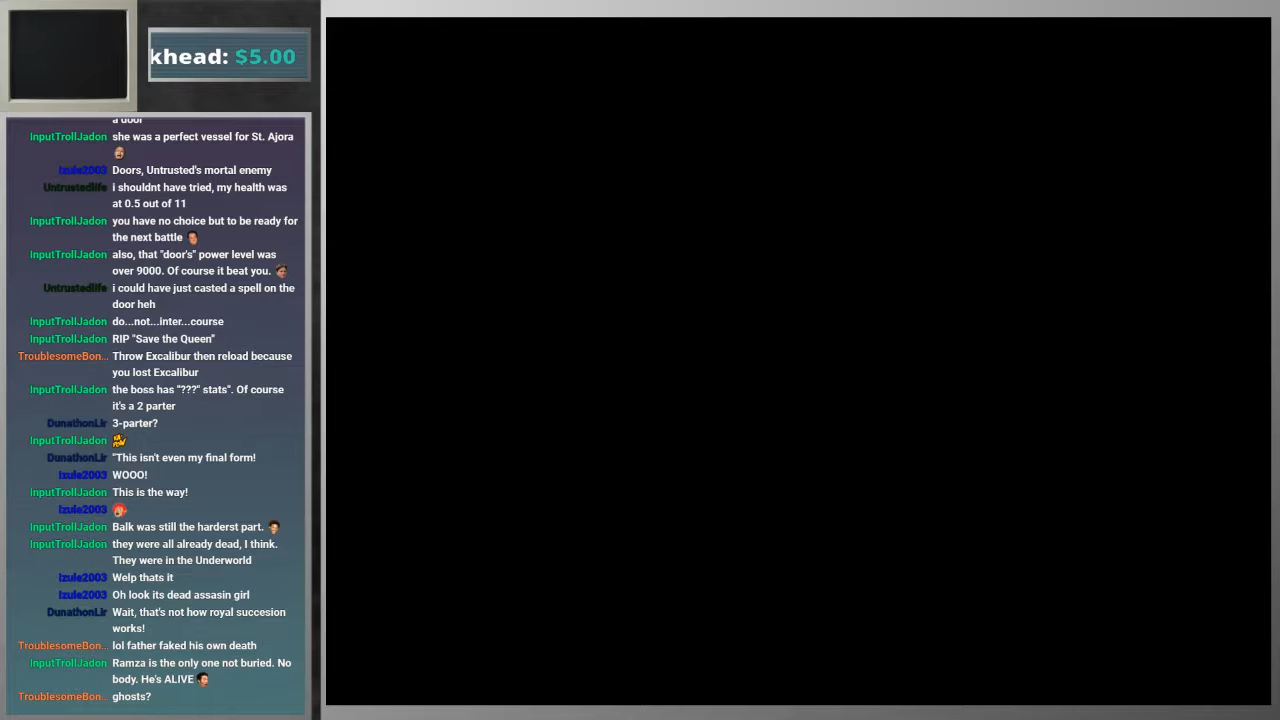 khead: $5.00
a door
InputTrollJadon she was a perfect vessel for St. Ajora
Izule2003 Doors, Untrusted's mortal enemy
Untrustedlife i shouldnt have tried, my health was
at 0.5 out of 11
InputTrollJadon you have no choice but to be ready for
the next battle
InputTrollJadon also, that "door's" power level was
over 9000. Of course it beat you.
Untrustedlife i could have just casted a spell on the
door heh
InputTrollJadon do...not...inter...course
InputTrollJadon RIP "Save the Queen"
TroublesomeBon... Throw Excalibur then reload because
you lost Excalibur
InputTrollJadon the boss has "???" stats". Of course
it's a 2 parter
DunathonLir 3-parter?
InputTrollJadon
DunathonLir "This isn't even my final form!
Izule2003 WOOO!
InputTrollJadon This is the way!
Izule2003
InputTrollJadon Balk was still the harderst part.
InputTrollJadon they were all already dead, I think.
They were in the Underworld
Izule2003 Welp thats it
Izule2003 Oh look its dead assasin girl
DunathonLir Wait, that's not how royal succesion
works!
TroublesomeBon... lol father faked his own death
InputTrollJadon Ramza is the only one not buried. No
body. He's ALIVE
TroublesomeBon... ghosts?